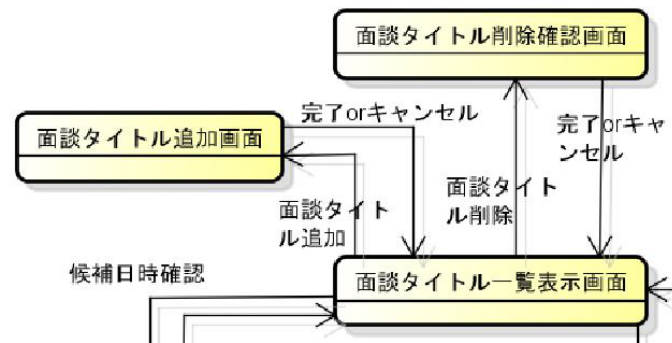 面談タイトル削除確認画面
完了orキャンセル
面談タイトル追加画面
完了orキャ
ンセル
面談タイト
ル削除
面談タイト
ル追加
候補日時確認
面談タイトル一覧表示画面